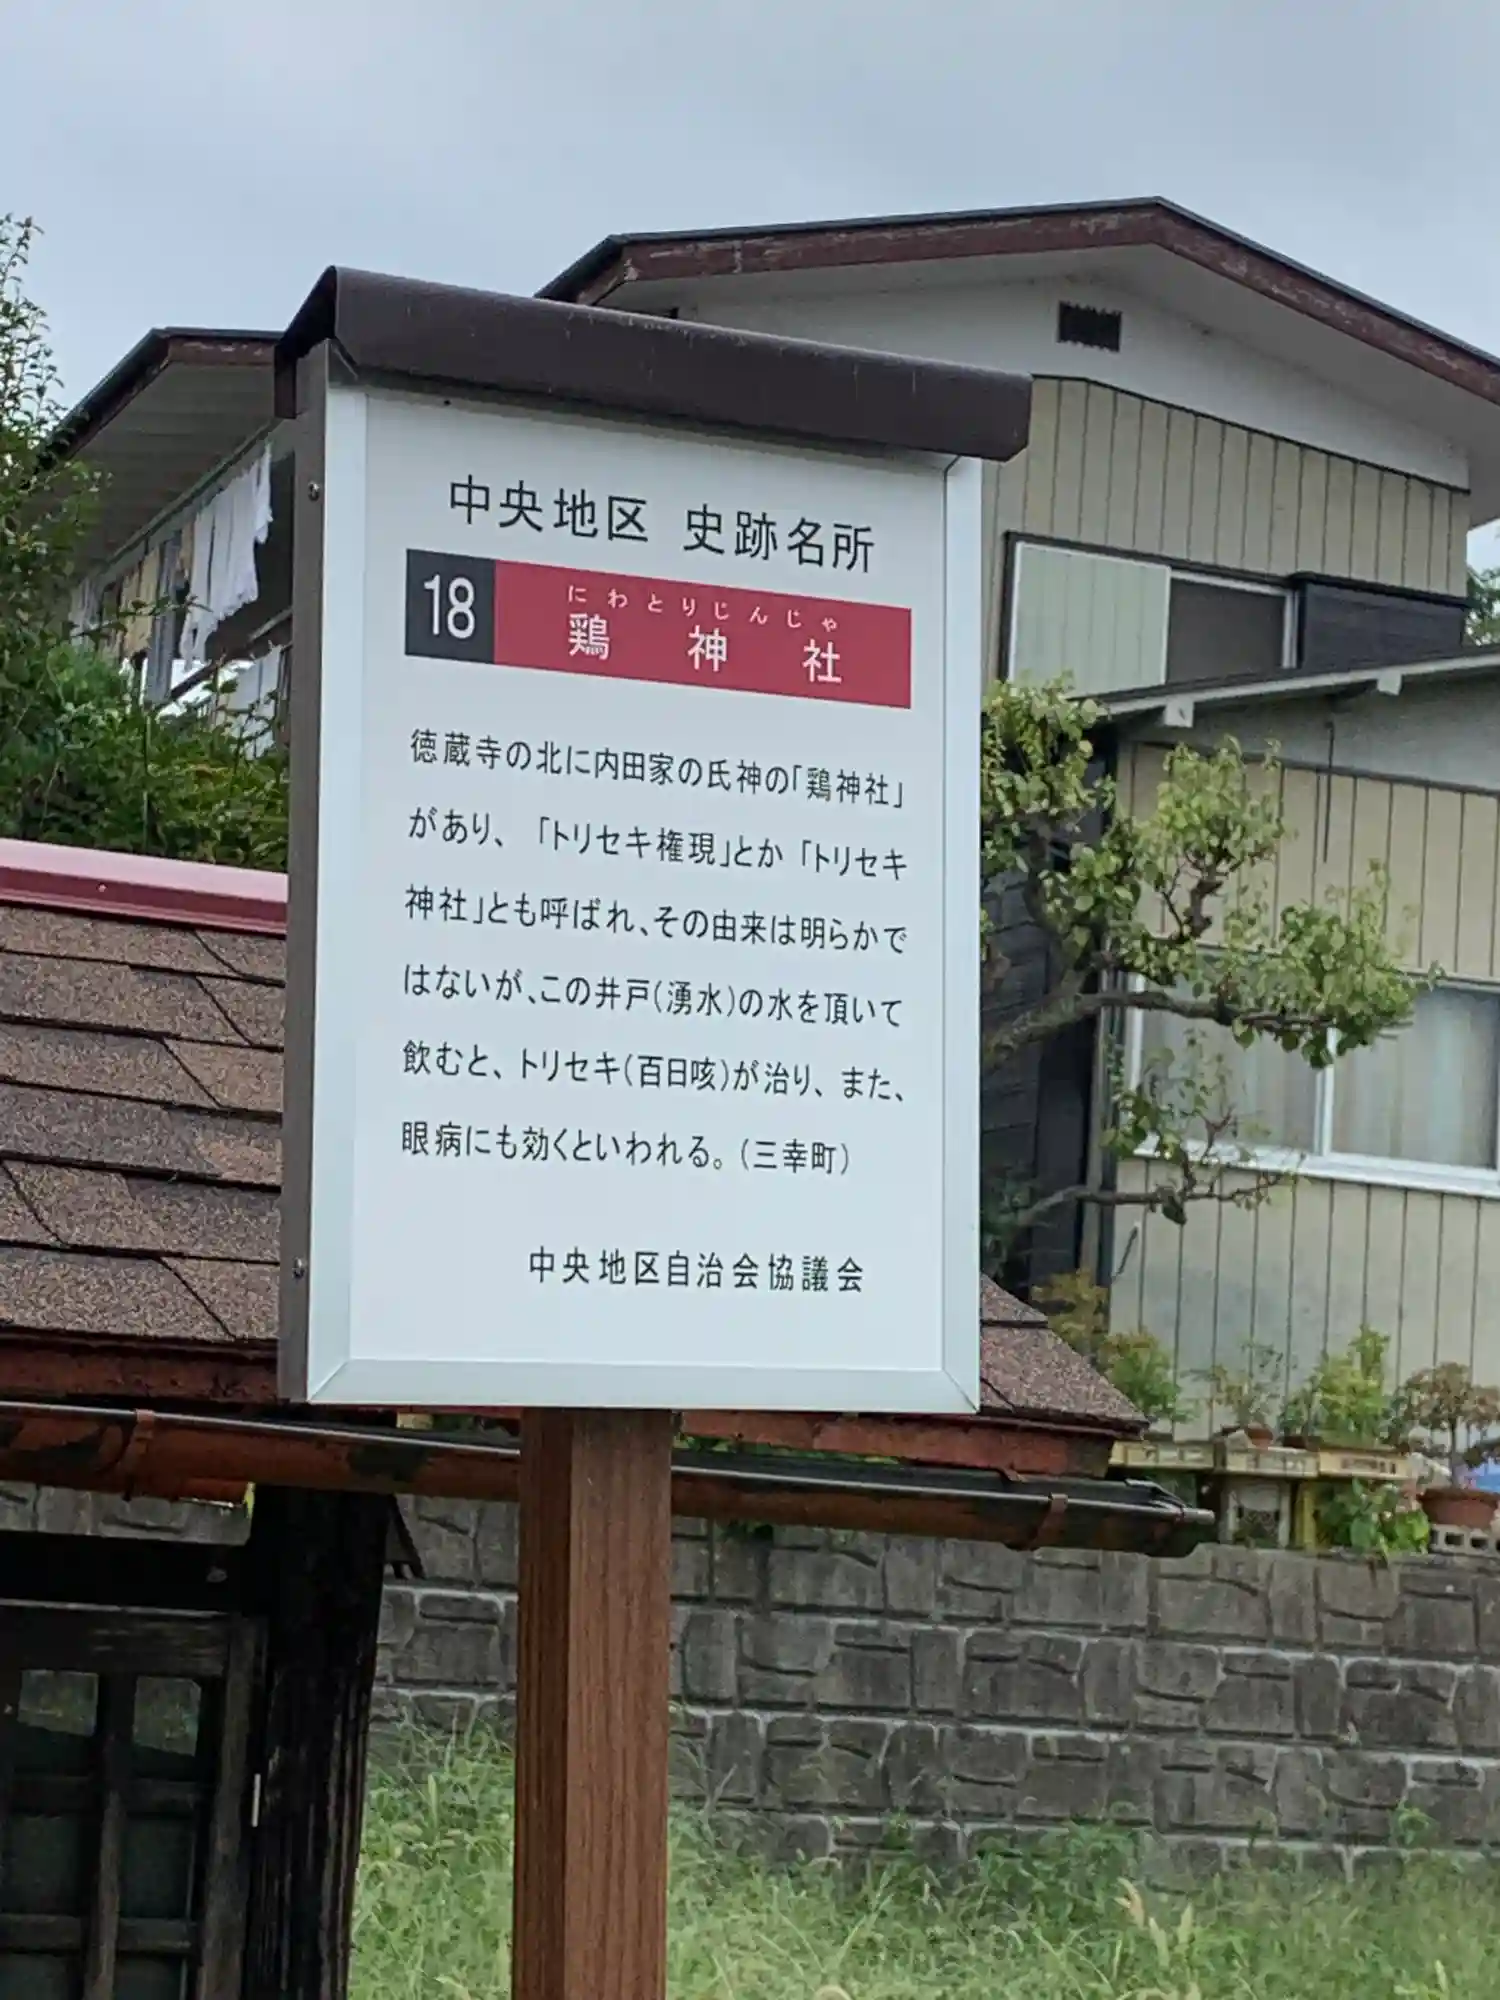 中央地区 史跡名所
18
にわとりじんじゃ
鶏神社
徳蔵寺の北に内田家の氏神の「鶏神社」
があり、「トリセキ権現」とか「トリセキ
神社」とも呼ばれ、その由来は明らかで
はないが、この井戸(湧水)の水を頂いて
飲むと、トリセキ(百日咳)が治り、また、
眼病にも効くといわれる。(三幸町)
中央地区自治会協議会